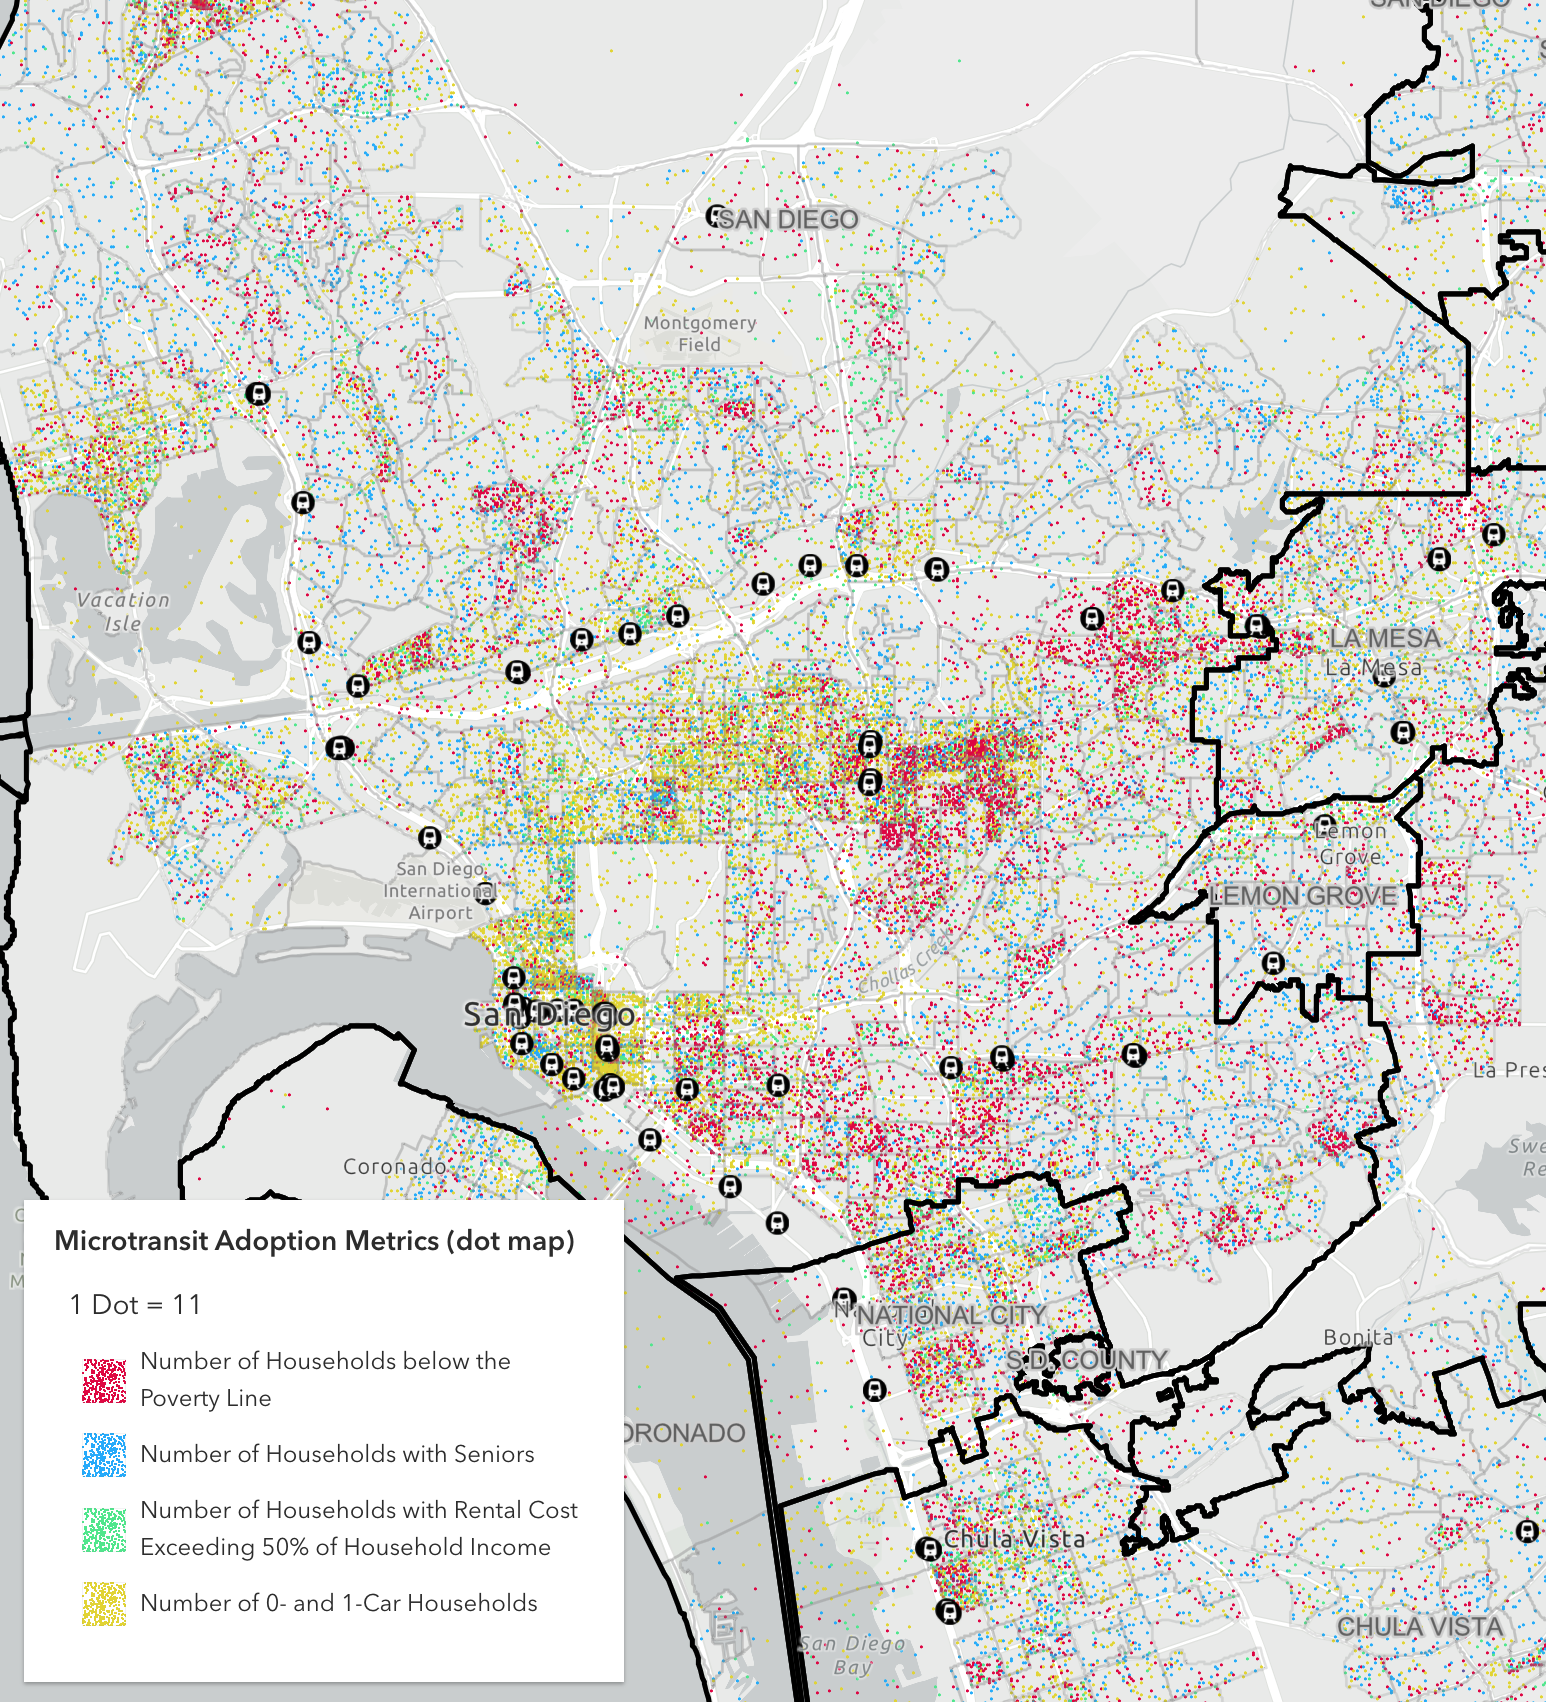 SAN DIEGO
SAN DIEGO
Montgomery
Field
Vacation
Isle
LA MESA
La Mesa
Lemon
Grove
LEMON GROVE
San Diego
International
Airport
Chollas Creek
San Diego
La Pres
Coronado
Swe
Re
NATIONAL CITY
City
S.D. COUNTY
Bonita
ORONADO
Chula Vista
CHULA VISTA
San Diego
Bay
Microtransit Adoption Metrics (dot map)
1 Dot = 11
Number of Households below the
Poverty Line
Number of Households with Seniors
Number of Households with Rental Cost
Exceeding 50% of Household Income
Number of 0- and 1-Car Households